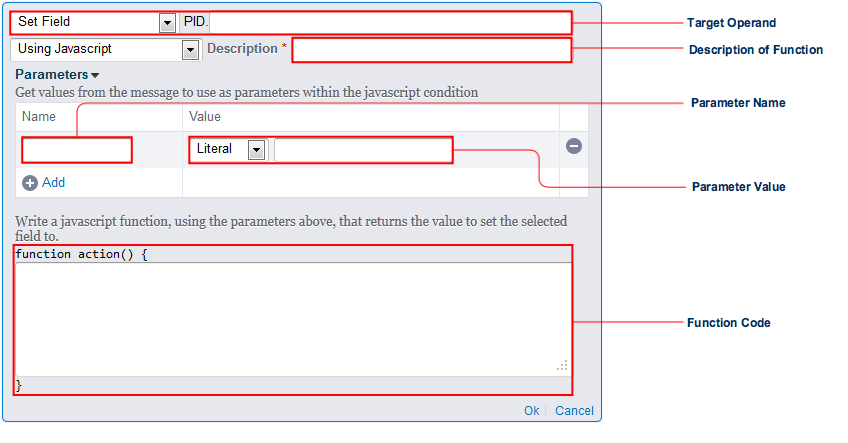 Set Field PID. Target Operand
Using Javascript Description * Description of Function
Parameters
Get values from the message to use as parameters within the javascript condition
Name Value Parameter Name
Literal
Add Parameter Value
Write a javascript function, using the parameters above, that returns the value to set the selected
field to.
function action() {
Function Code
}
Ok Cancel